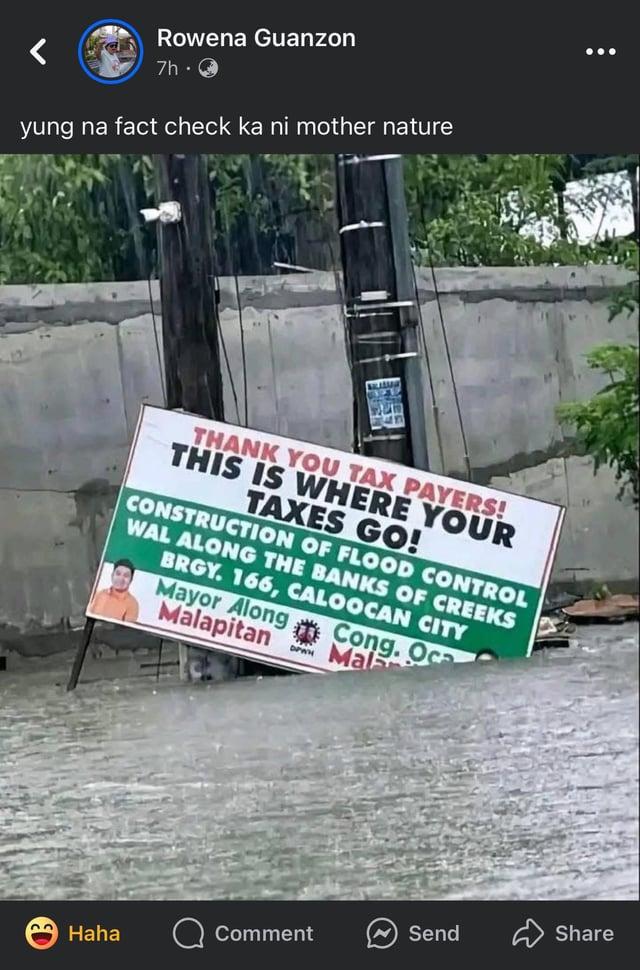 Rowena Guanzon
7h
yung na fact check ka ni mother nature
THANK YOU TAX PAYERS!
THIS IS WHERE YOUR
TAXES GO!
CONSTRUCTION OF FLOOD CONTROL
WAL ALONG THE BANKS OF CREEKS
BRGY. 166, CALOOCAN CITY
Mayor Along
Malapitan
DPWH
Cong. Oca
Haha
Comment
Send
Share